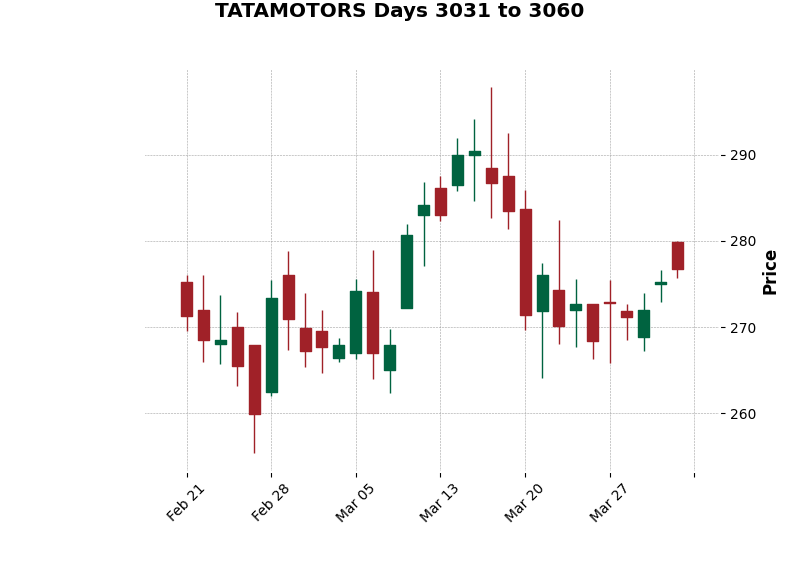 TATAMOTORS Days 3031 to 3060
290
280
270
260
Price
Feb 21
Feb 28
Mar 05
Mar 13
Mar 20
Mar 27